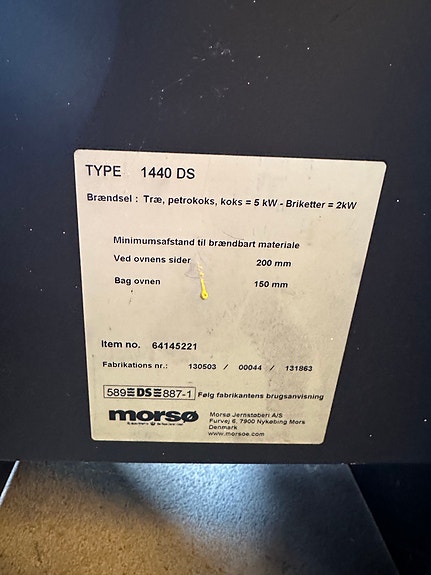 TYPE 1440 DS
Brændsel : Træ, petrokoks, koks = 5 kW - Briketter = 2kW
Minimumsafstand til brændbart materiale
Ved ovnens sider 200 mm
Bag ovnen 150 mm
Item no. 64145221
Fabrikations nr.: 130503 / 00044 / 131863
589 DS 887-1 Følg fabrikantens brugsanvisning
morsø
Morsø Jernstøberi A/S
Furvej 6, 7900 Nykøbing Mors
Denmark
www.morsoe.com